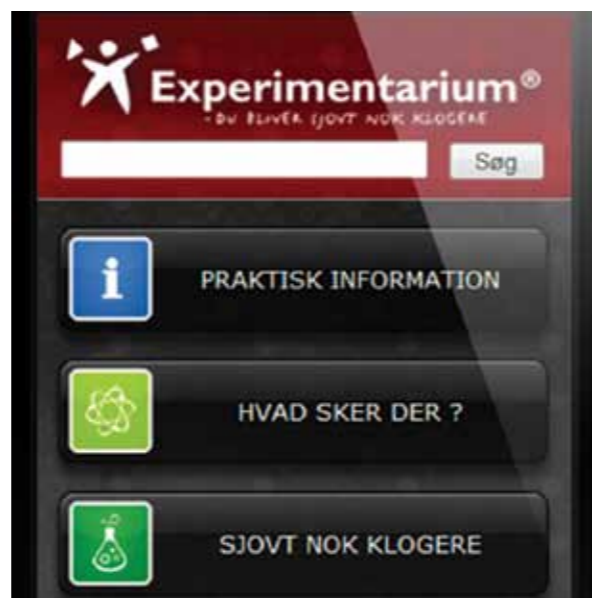 Experimentarium®
- DU BLIVER SJOVT NOK KLOGERE
Søg
i
PRAKTISK INFORMATION
HVAD SKER DER ?
SJOVT NOK KLOGERE